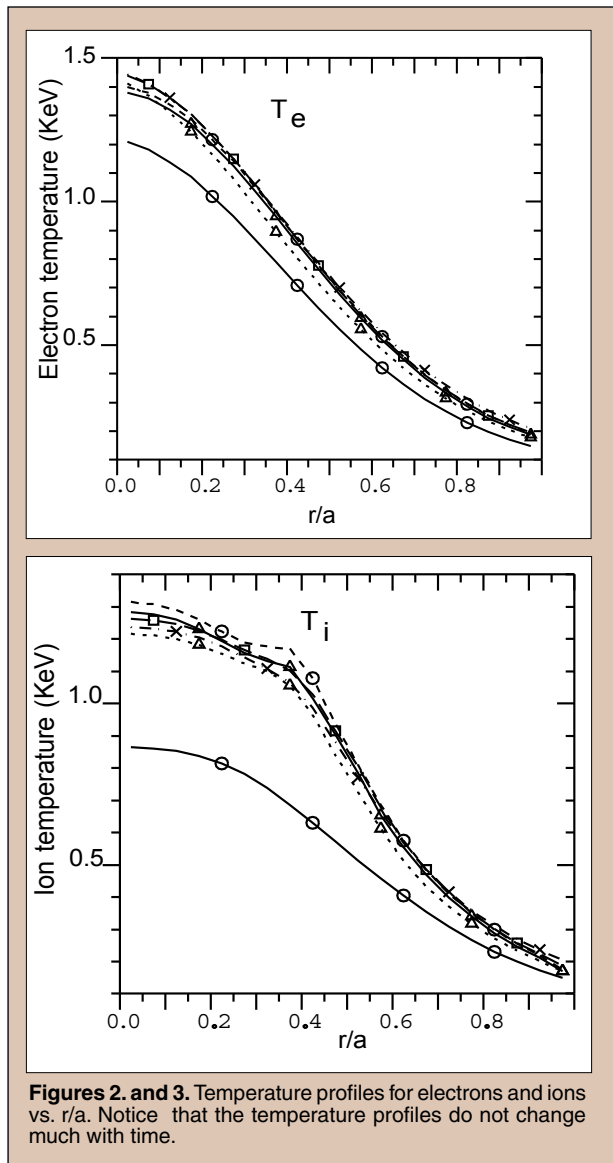 1.5
1.0
0.5
Electron temperature (KeV)
Te
0.0 0.2 0.4 0.6 0.8
r/a
1.0
0.5
Ion temperature (KeV)
Ti
0.0 0.2 0.4 0.6 0.8
r/a
Figures 2. and 3. Temperature profiles for electrons and ions
vs. r/a. Notice that the temperature profiles do not change
much with time.